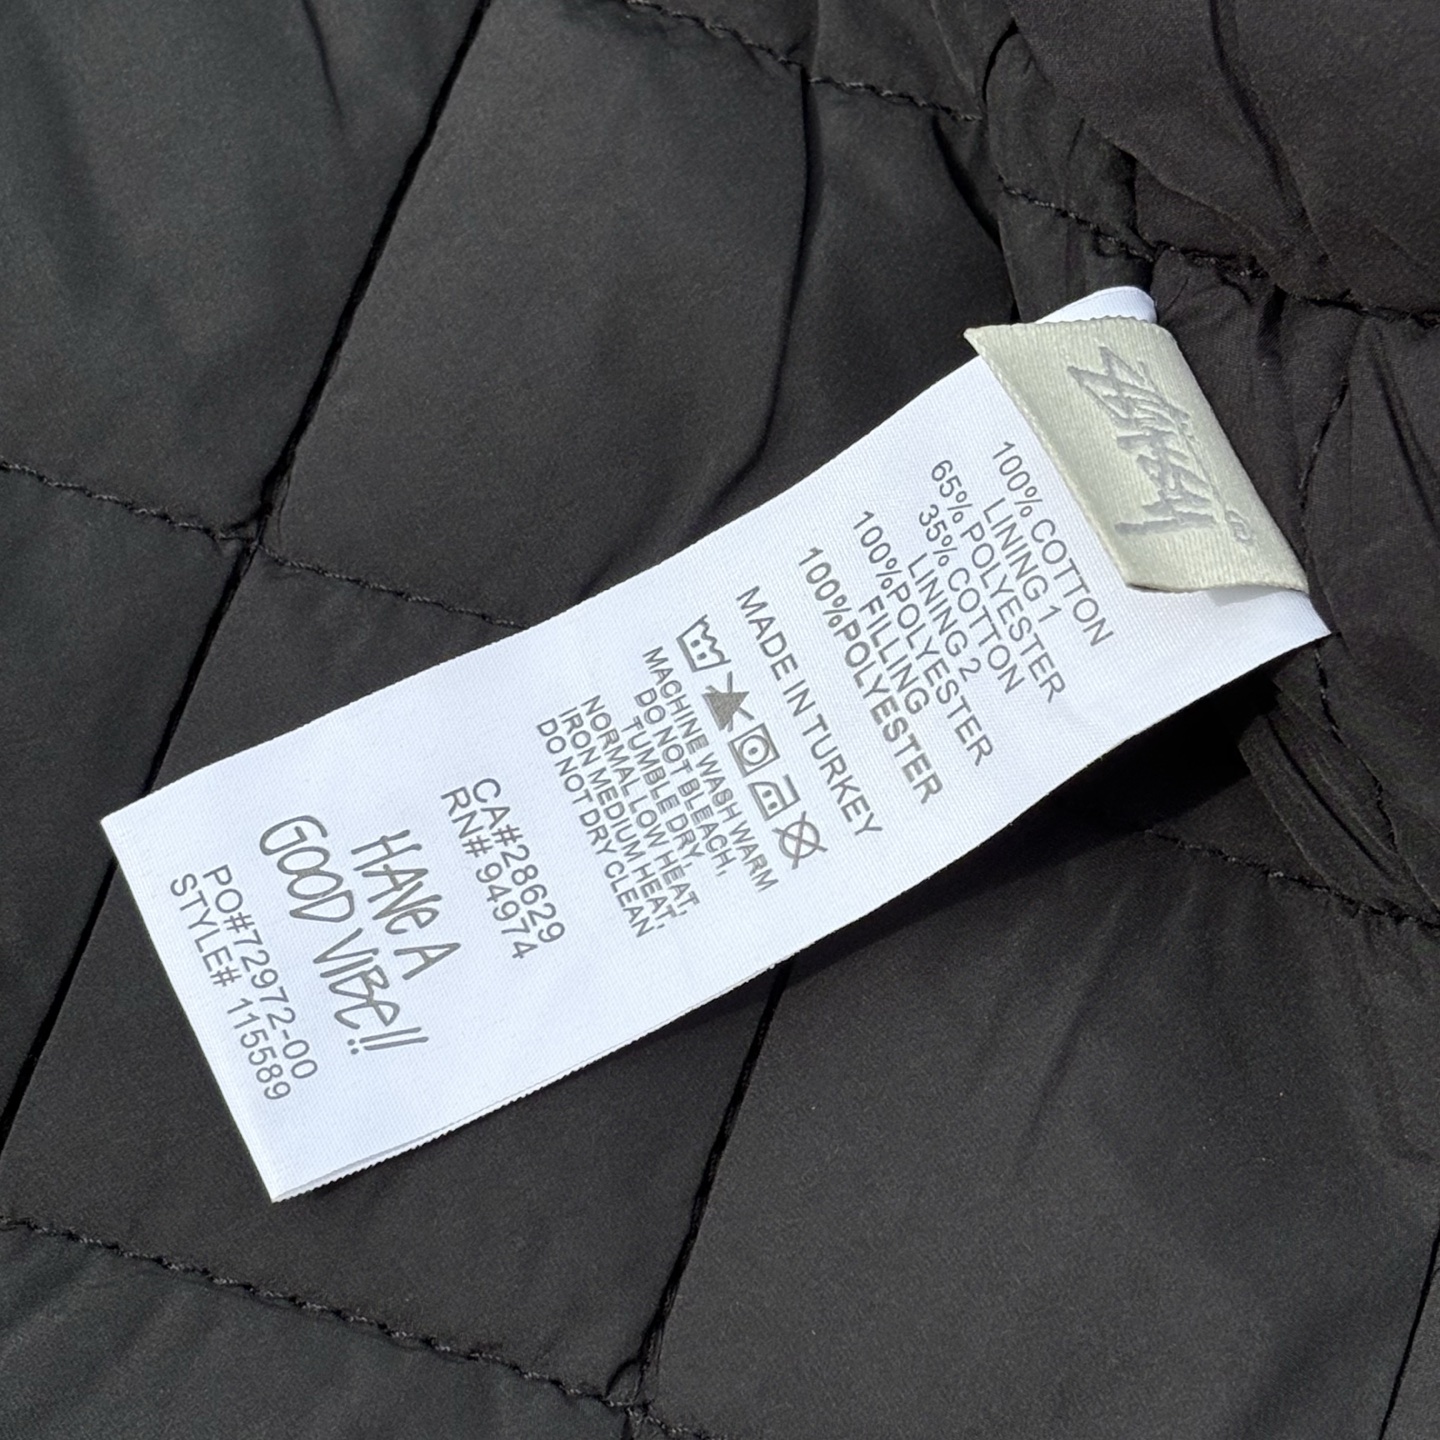 Stüssy ®
100% COTTON
LINING 1
65% POLYESTER
35% COTTON
LINING 2
100%POLYESTER
FILLING
100%POLYESTER
MADE IN TURKEY
MACHINE WASH WARM
DO NOT BLEACH,
TUMBLE DRY,
NORMAL, LOW HEAT,
IRON MEDIUM HEAT,
DO NOT DRY CLEAN
CA#28629
RN# 94974
HAVE A
GOOD VIBE!!
PO#72972-00
STYLE# 115589